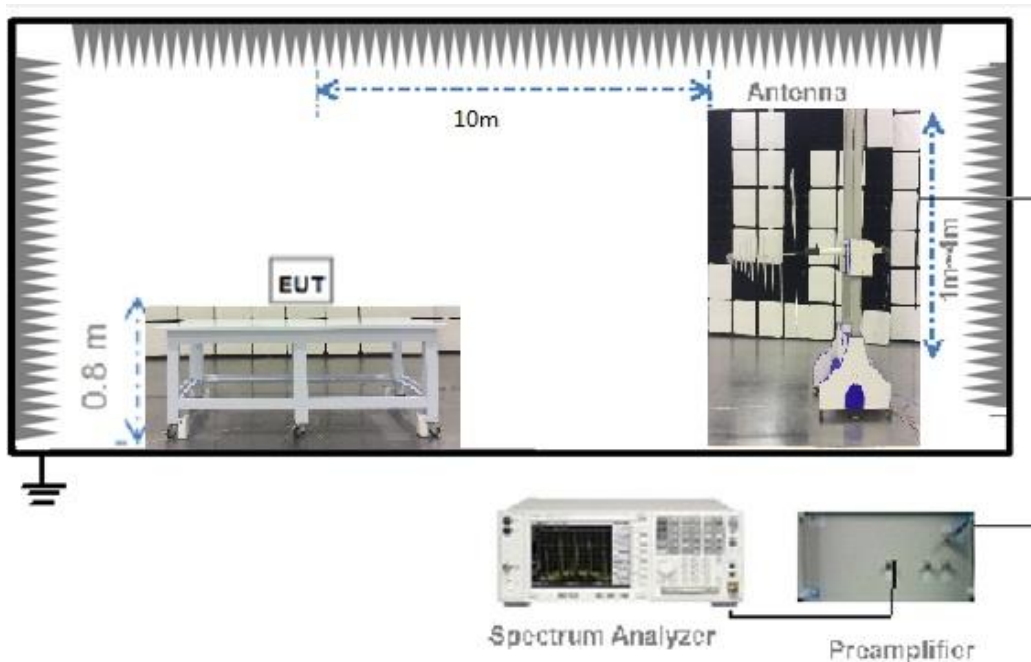 Antenna
10m
1m~4m
EUT
0.8 m
Spectrum Analyzer
Preamplifier